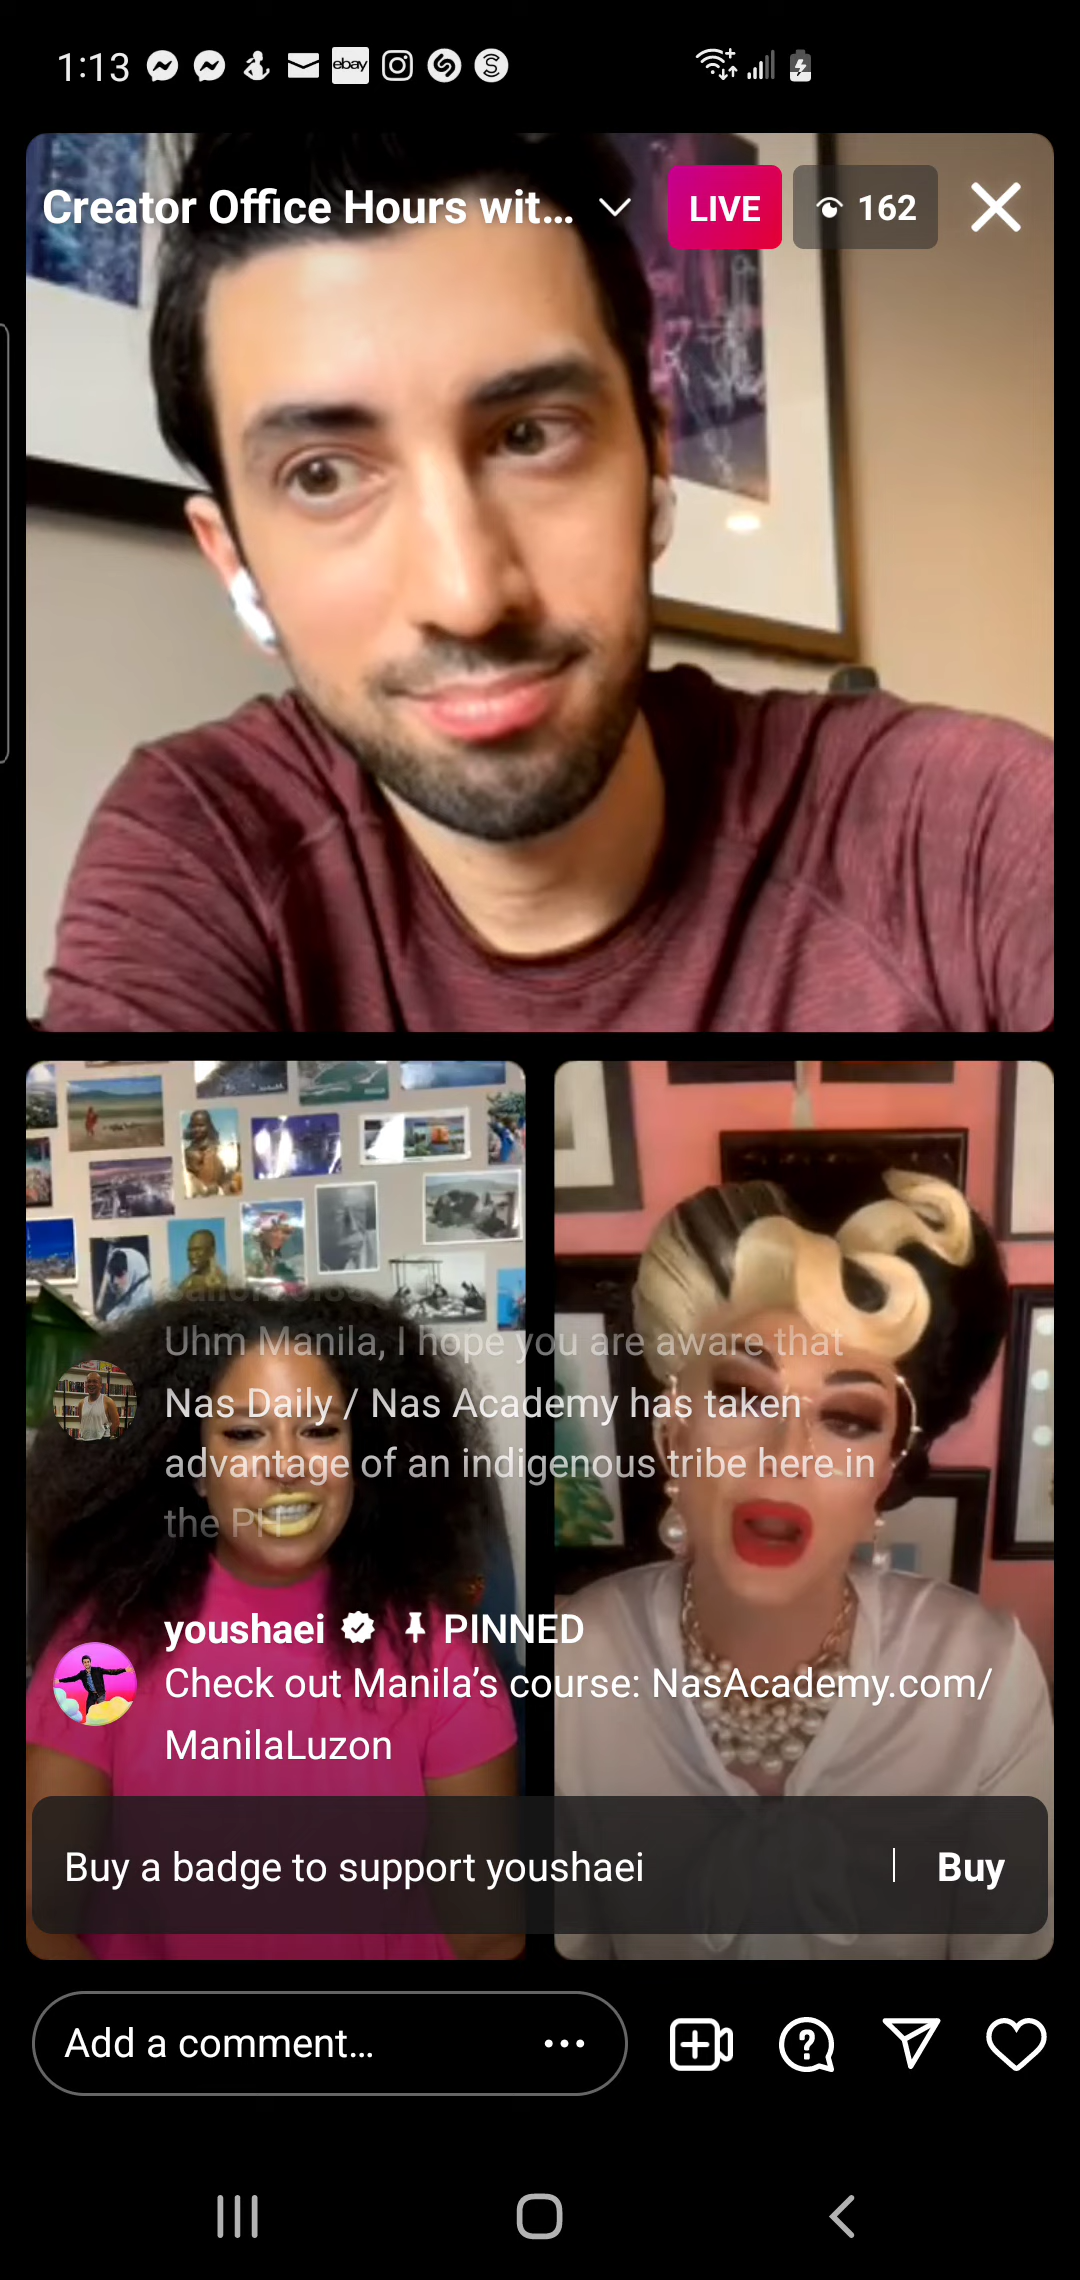 1:13
ebay
Creator Office Hours wit...
LIVE
162
Uhm Manila, I hope you are aware that
Nas Daily / Nas Academy has taken
advantage of an indigenous tribe here in
the PH
youshaei PINNED
Check out Manila’s course: NasAcademy.com/
ManilaLuzon
Buy a badge to support youshaei
Buy
Add a comment...